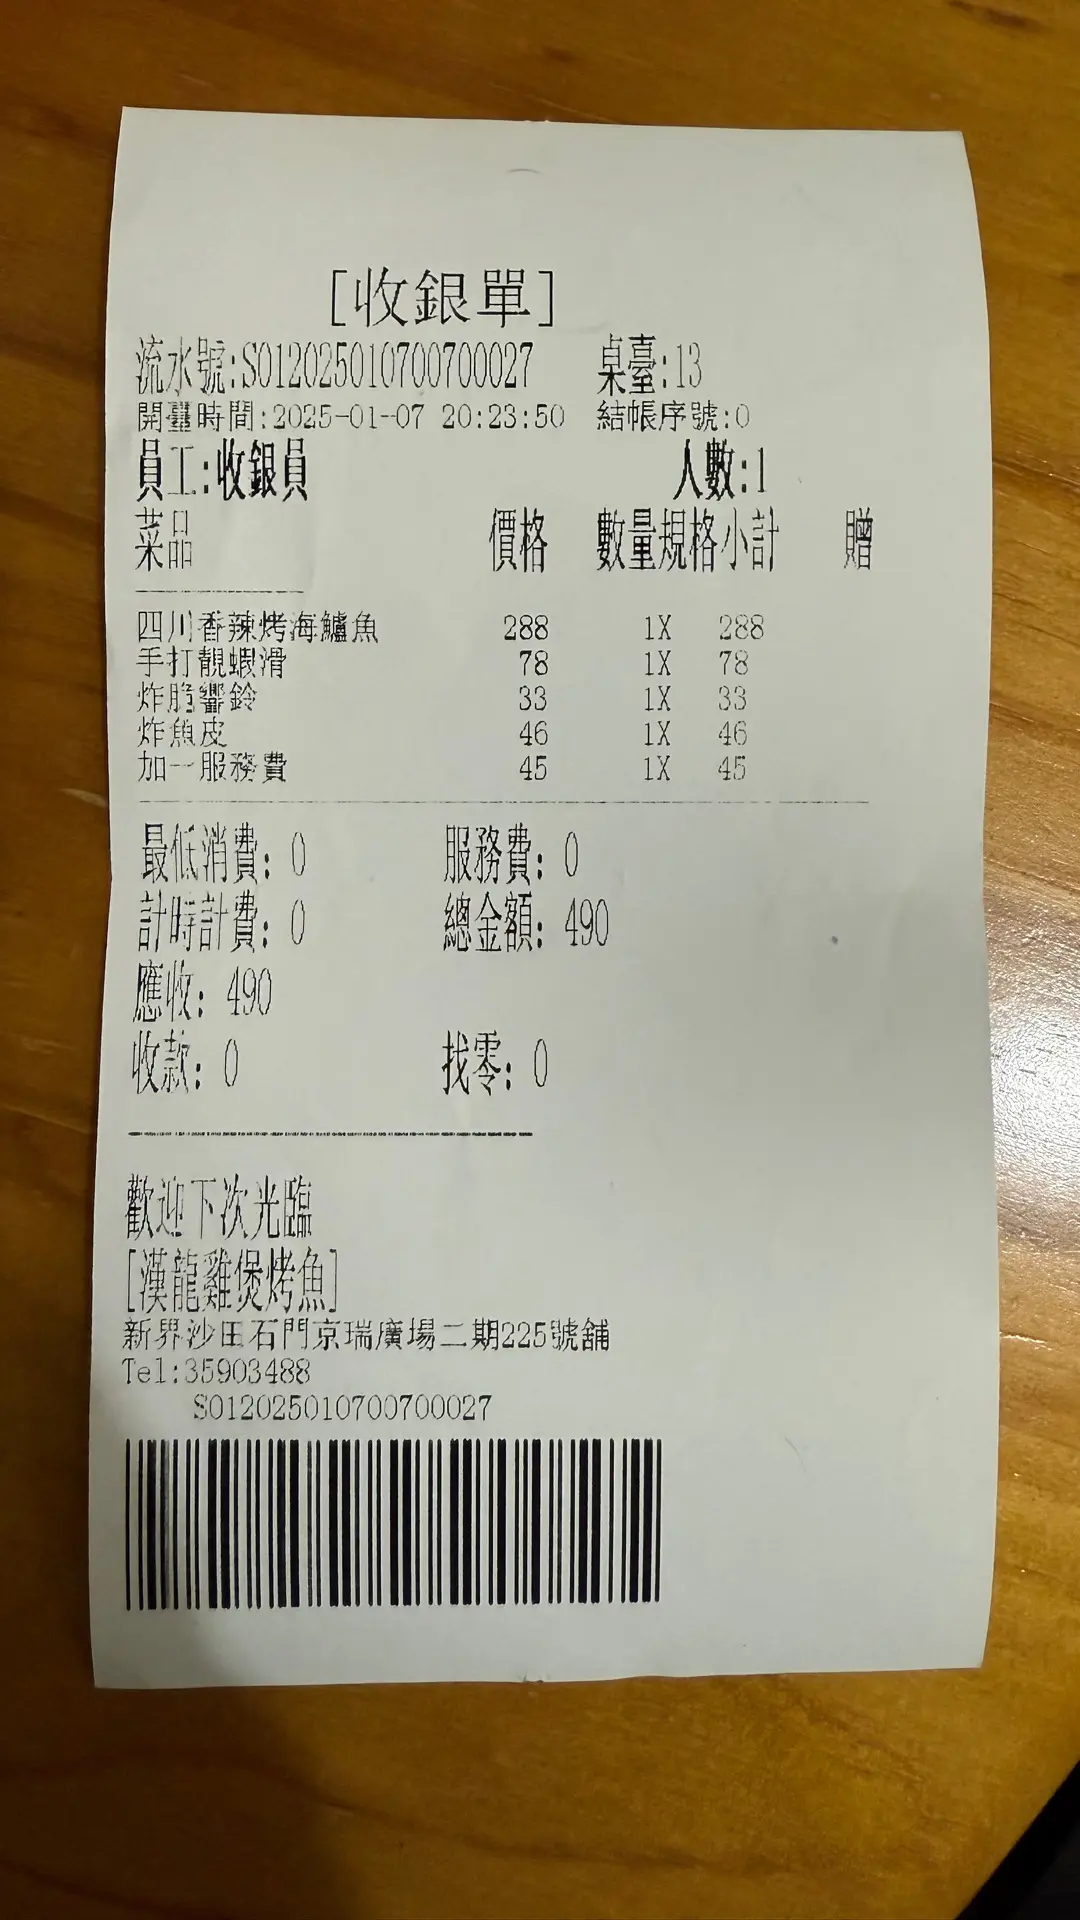 [收銀單]
流水號:S012025010700700027 桌臺:13
開臺時間:2025-01-07 20:23:50 結帳序號:0
員工:收銀員 人數:1
菜品 價格 數量規格小計 贈
四川香辣烤海鱸魚 288 1X 288
手打靚蝦滑 78 1X 78
炸脆響鈴 33 1X 33
炸魚皮 46 1X 46
加一服務費 45 1X 45
最低消費: 0 服務費: 0
計時計費: 0 總金額: 490
應收: 490
收款: 0 找零: 0
歡迎下次光臨
[漢龍雞煲烤魚]
新界沙田石門京瑞廣場二期225號舖
Tel:35903488
S012025010700700027